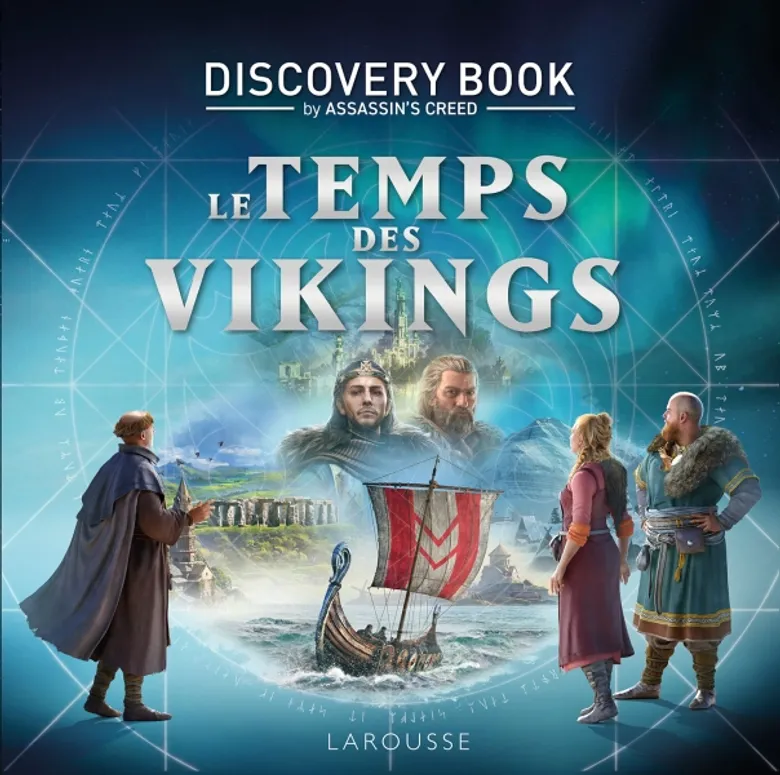 DISCOVERY BOOK
by ASSASSIN'S CREED
LE TEMPS
DES
VIKINGS
LAROUSSE